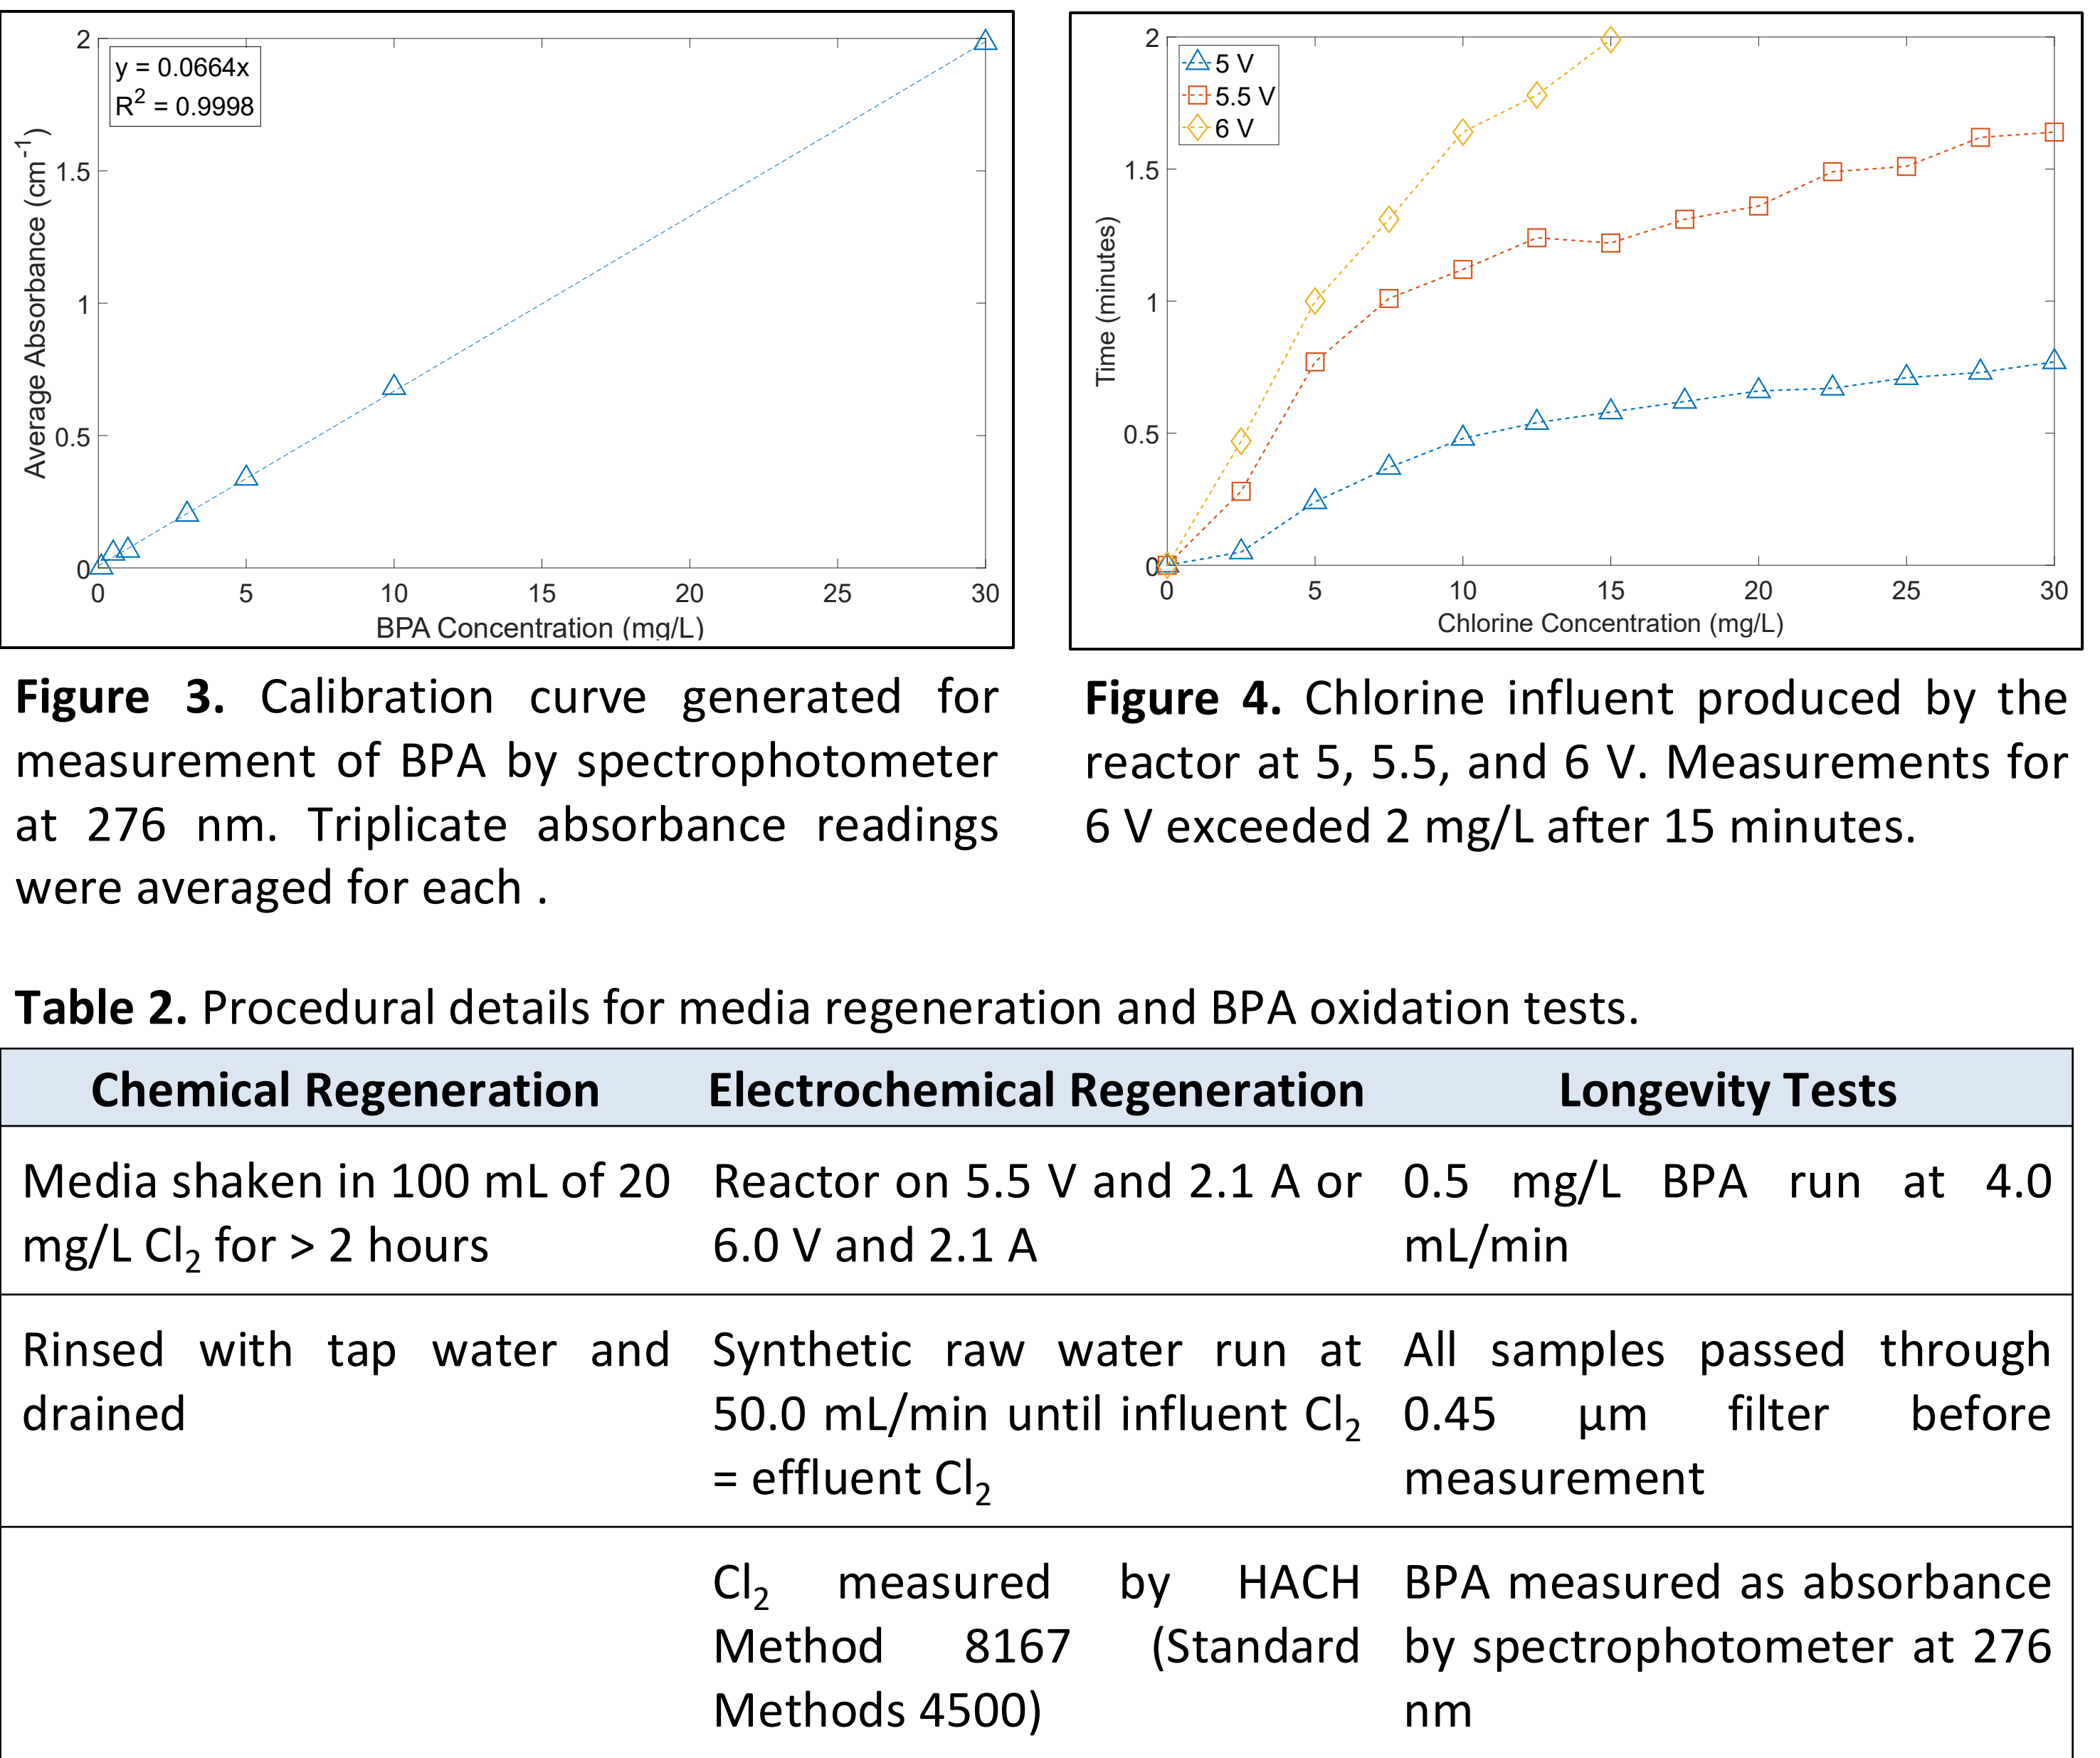 y = 0.0664x
R² = 0.9998
Average Absorbance (cm⁻¹)
2
1.5
1
0.5
0
0 5 10 15 20 25 30
BPA Concentration (mg/L)
5 V
5.5 V
6 V
Time (minutes)
2
1.5
1
0.5
0
0 5 10 15 20 25 30
Chlorine Concentration (mg/L)
Figure 3. Calibration curve generated for
measurement of BPA by spectrophotometer
at 276 nm. Triplicate absorbance readings
were averaged for each .
Figure 4. Chlorine influent produced by the
reactor at 5, 5.5, and 6 V. Measurements for
6 V exceeded 2 mg/L after 15 minutes.
Table 2. Procedural details for media regeneration and BPA oxidation tests.
Chemical Regeneration
Electrochemical Regeneration
Longevity Tests
Media shaken in 100 mL of 20
mg/L Cl₂ for > 2 hours
Reactor on 5.5 V and 2.1 A or
6.0 V and 2.1 A
0.5 mg/L BPA run at 4.0
mL/min
Rinsed with tap water and
drained
Synthetic raw water run at
50.0 mL/min until influent Cl₂
= effluent Cl₂
All samples passed through
0.45 µm filter before
measurement
Cl₂ measured by HACH
Method 8167 (Standard
Methods 4500)
BPA measured as absorbance
by spectrophotometer at 276
nm